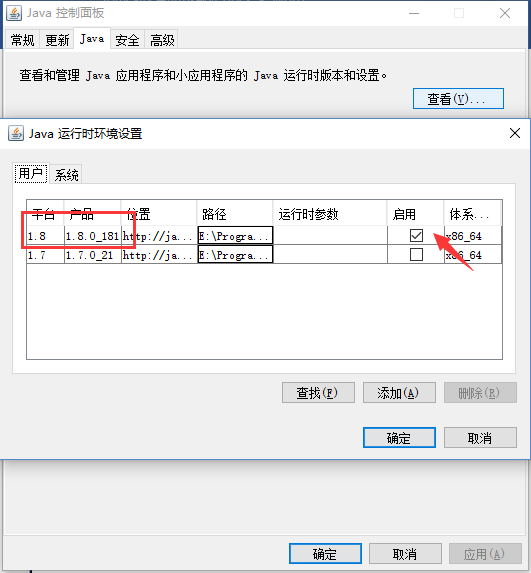 Java 控制面板
常规 更新 Java 安全 高级
查看和管理 Java 应用程序和小应用程序的 Java 运行时版本和设置。
查看(V)...
Java 运行时环境设置
用户 系统
平台 产品 位置 路径 运行时参数 启用 体系...
1.8 1.8.0_181 http://ja... E:\Progra... x86_64
1.7 1.7.0_21 http://ja... E:\Progra... x86_64
查找(F) 添加(A) 删除(R)
确定 取消
确定 取消 应用(A)